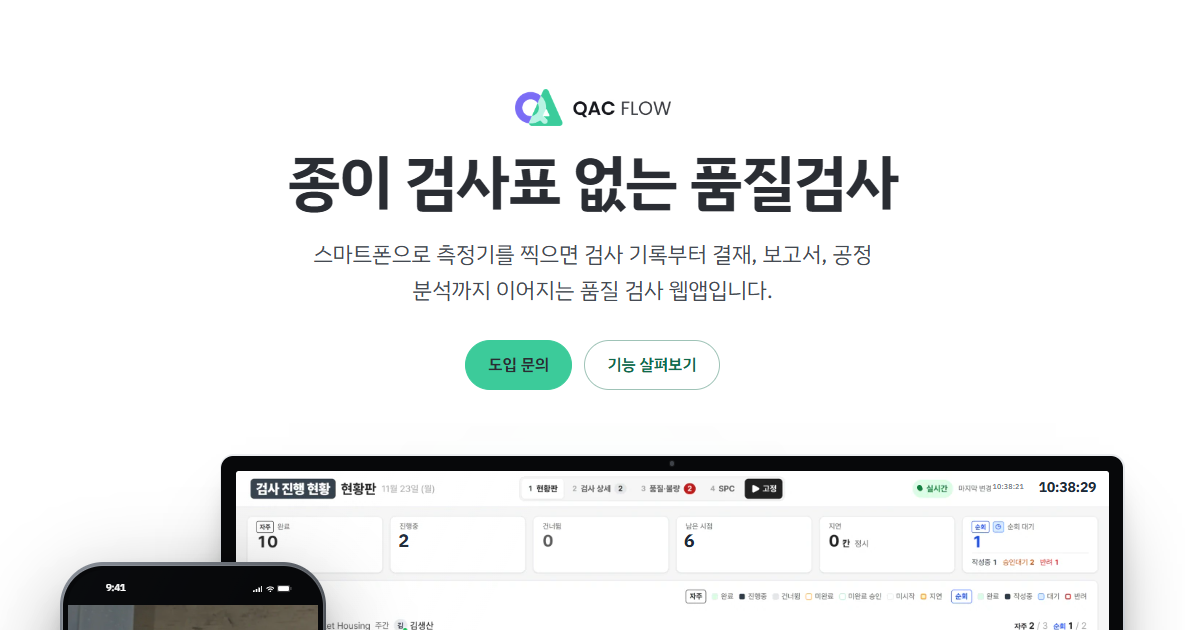 QAC FLOW
종이 검사표 없는 품질검사
스마트폰으로 측정기를 찍으면 검사 기록부터 결재, 보고서, 공정
분석까지 이어지는 품질 검사 웹앱입니다.
도입 문의
기능 살펴보기
검사 진행 현황 현황판 11월 23일 (월)
1 현황판 2 검사 상세 2 3 품질·불량 2 4 SPC ▶ 고정
실시간 마지막 변경 10:38:21 10:38:29
자주 완료
10
진행중
2
건너뜀
0
남은 시점
6
지연
0 칸 정시
순회 순회 대기
1
작성중 1 승인대기 2 반려 1
자주 완료 진행중 건너뜀 미완료 미완료 승인 미시작 지연 순회 완료 작성중 대기 반려
9:41
et Housing 주간 김 김생산
자주 2 / 3 순회 1 / 2